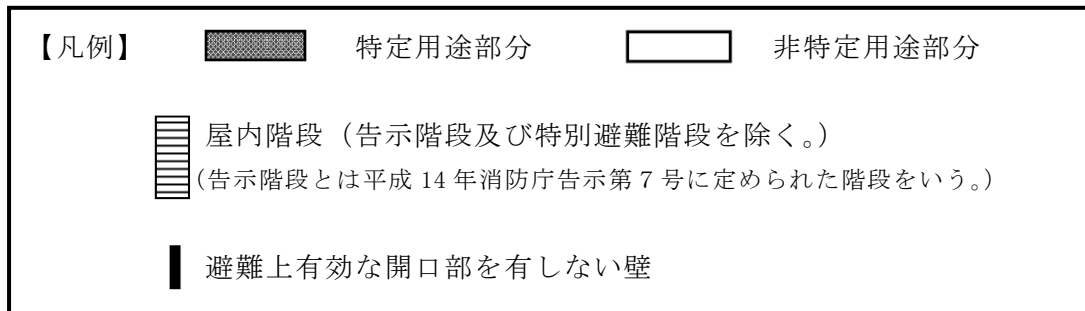 【凡例】 特定用途部分 非特定用途部分
屋内階段（告示階段及び特別避難階段を除く。）
（告示階段とは平成 14 年消防庁告示第 7 号に定められた階段をいう。）
避難上有効な開口部を有しない壁